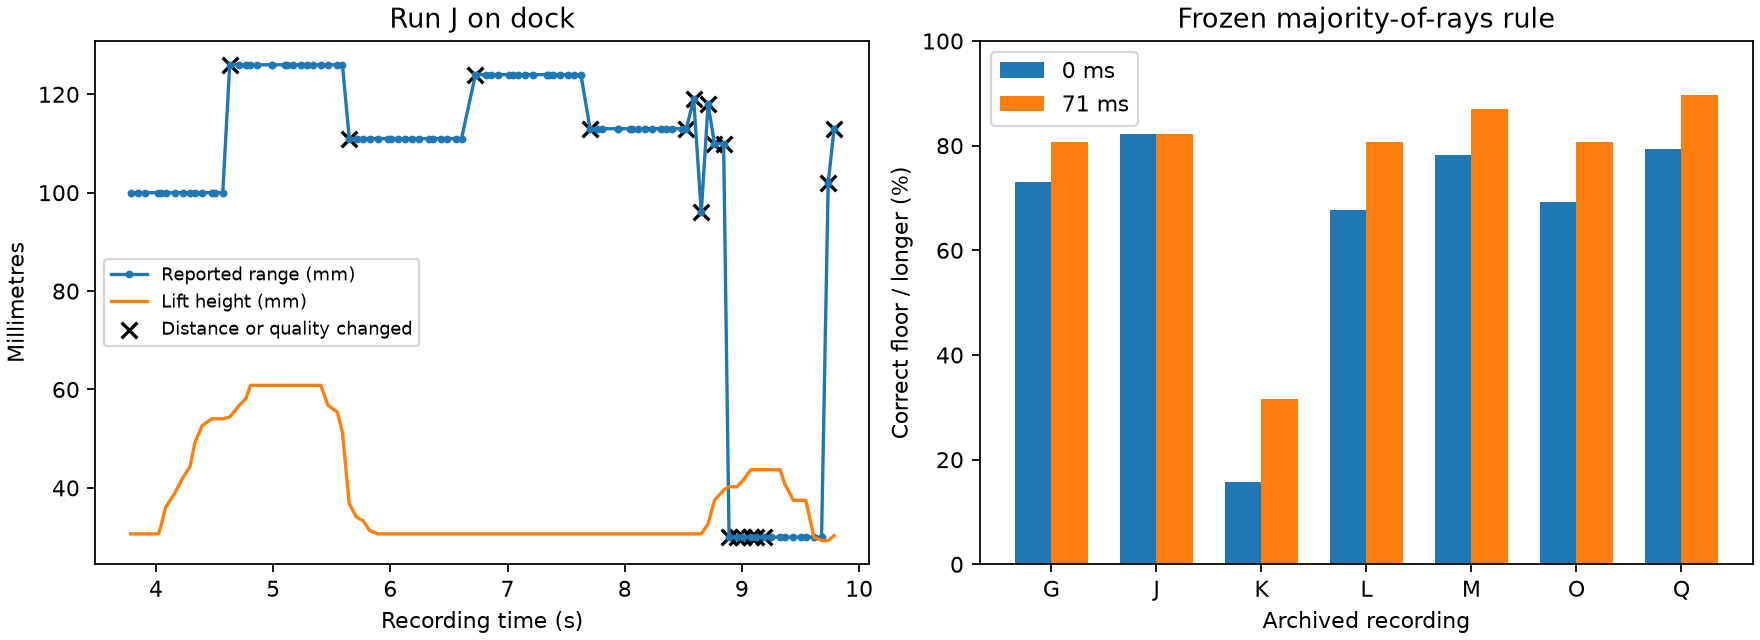 Run J on dock
Millimetres
120
100
80
60
40
Reported range (mm)
Lift height (mm)
Distance or quality changed
4 5 6 7 8 9 10
Recording time (s)
Frozen majority-of-rays rule
Correct floor / longer (%)
100
80
60
40
20
0
0 ms
71 ms
G J K L M O Q
Archived recording